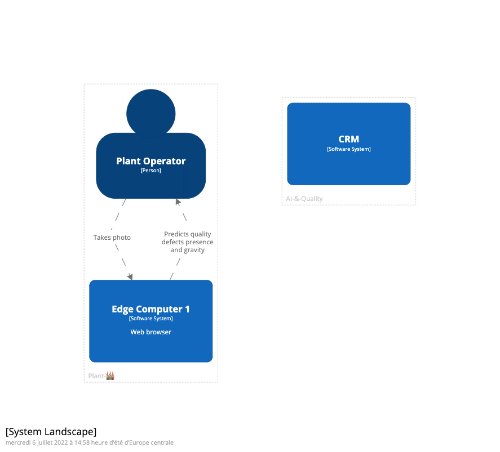 Plant Operator
[Person]
CRM
[Software System]
AI & Quality
Takes photo
Predicts quality
defects presence
and gravity
Edge Computer 1
[Software System]
Web browser
Plant
[System Landscape]
mercredi 6 juillet 2022 à 14:58 heure d'été d'Europe centrale